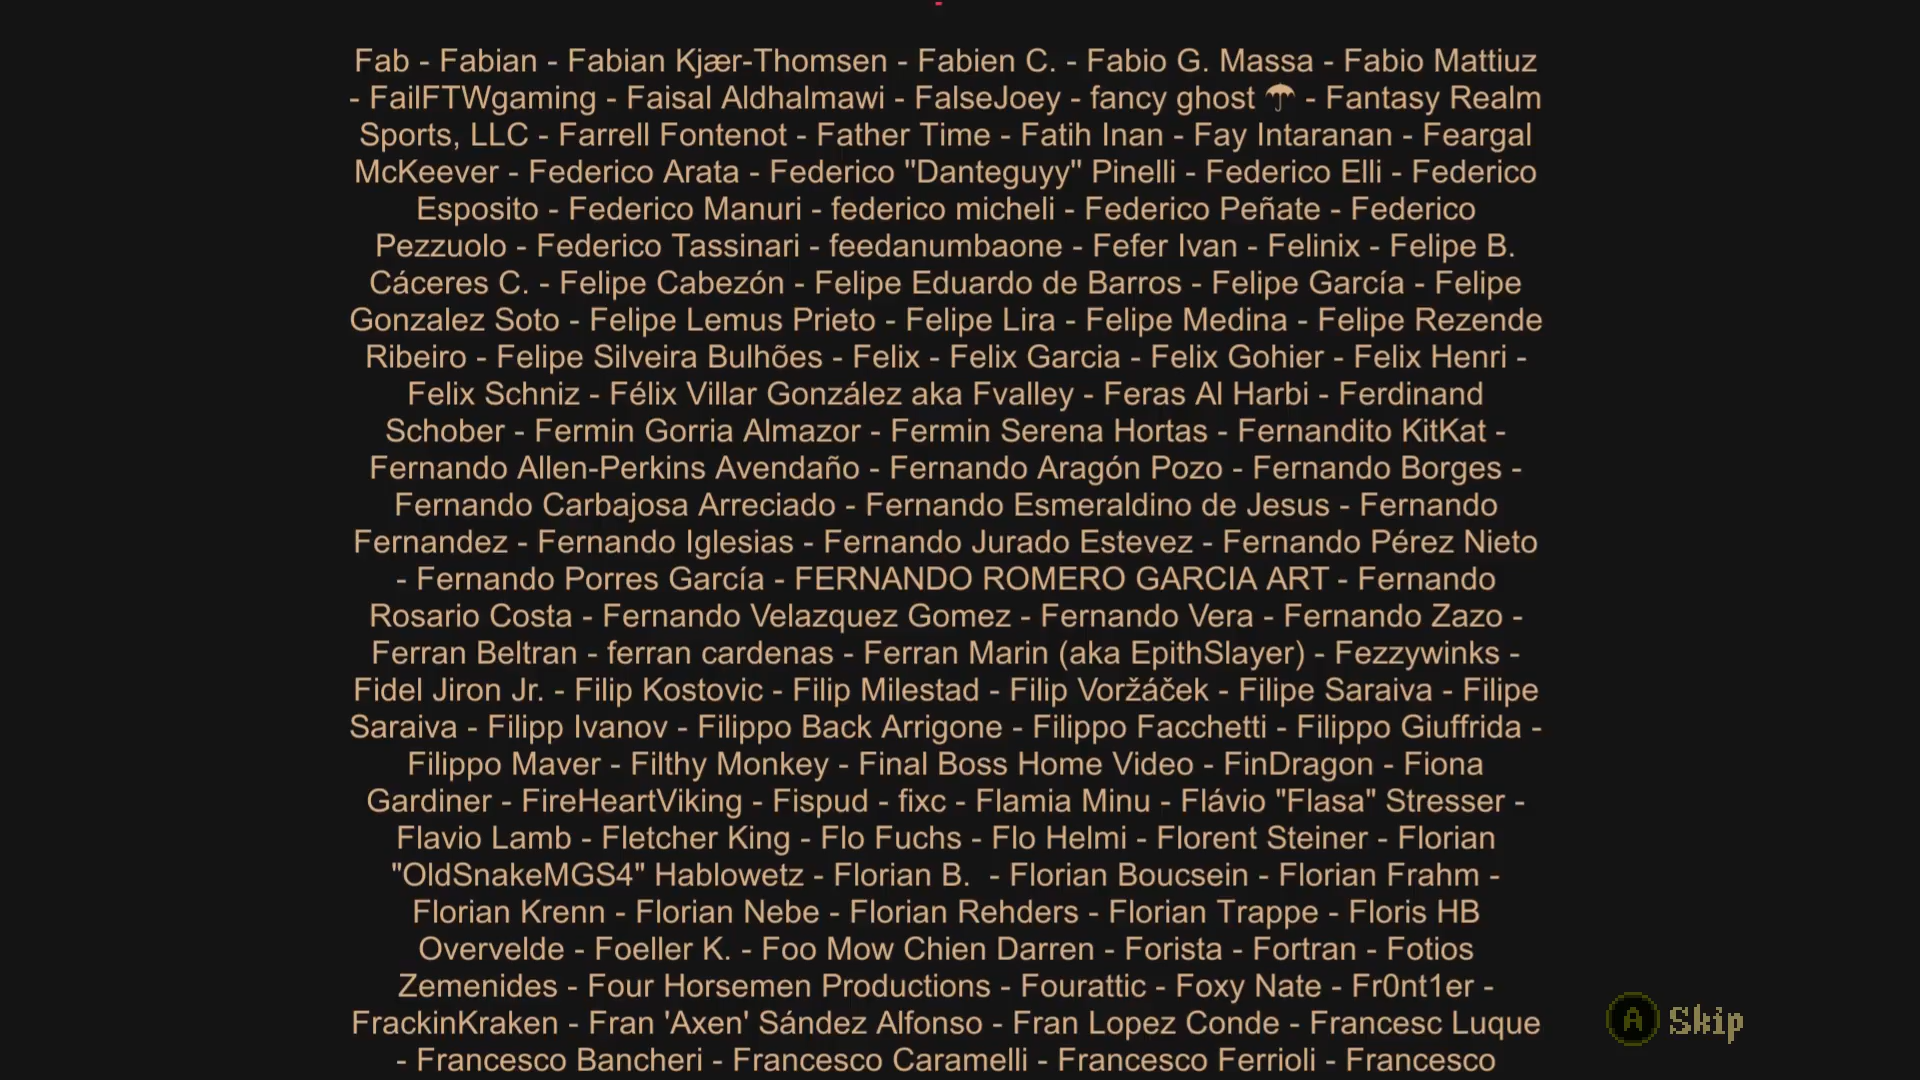 Fab - Fabian - Fabian Kjær-Thomsen - Fabien C. - Fabio G. Massa - Fabio Mattiuz
- FailFTWgaming - Faisal Aldhalmawi - FalseJoey - fancy ghost ☂ - Fantasy Realm
Sports, LLC - Farrell Fontenot - Father Time - Fatih Inan - Fay Intaranan - Feargal
McKeever - Federico Arata - Federico "Danteguyy" Pinelli - Federico Elli - Federico
Esposito - Federico Manuri - federico micheli - Federico Peñate - Federico
Pezzuolo - Federico Tassinari - feedanumbaone - Fefer Ivan - Felinix - Felipe B.
Cáceres C. - Felipe Cabezón - Felipe Eduardo de Barros - Felipe García - Felipe
Gonzalez Soto - Felipe Lemus Prieto - Felipe Lira - Felipe Medina - Felipe Rezende
Ribeiro - Felipe Silveira Bulhões - Felix - Felix Garcia - Felix Gohier - Felix Henri -
Felix Schniz - Félix Villar González aka Fvalley - Feras Al Harbi - Ferdinand
Schober - Fermin Gorria Almazor - Fermin Serena Hortas - Fernandito KitKat -
Fernando Allen-Perkins Avendaño - Fernando Aragón Pozo - Fernando Borges -
Fernando Carbajosa Arreciado - Fernando Esmeraldino de Jesus - Fernando
Fernandez - Fernando Iglesias - Fernando Jurado Estevez - Fernando Pérez Nieto
- Fernando Porres García - FERNANDO ROMERO GARCIA ART - Fernando
Rosario Costa - Fernando Velazquez Gomez - Fernando Vera - Fernando Zazo -
Ferran Beltran - ferran cardenas - Ferran Marin (aka EpithSlayer) - Fezzywinks -
Fidel Jiron Jr. - Filip Kostovic - Filip Milestad - Filip Voržáček - Filipe Saraiva - Filipe
Saraiva - Filipp Ivanov - Filippo Back Arrigone - Filippo Facchetti - Filippo Giuffrida -
Filippo Maver - Filthy Monkey - Final Boss Home Video - FinDragon - Fiona
Gardiner - FireHeartViking - Fispud - fixc - Flamia Minu - Flávio "Flasa" Stresser -
Flavio Lamb - Fletcher King - Flo Fuchs - Flo Helmi - Florent Steiner - Florian
"OldSnakeMGS4" Hablowetz - Florian B.  - Florian Boucsein - Florian Frahm -
Florian Krenn - Florian Nebe - Florian Rehders - Florian Trappe - Floris HB
Overvelde - Foeller K. - Foo Mow Chien Darren - Forista - Fortran - Fotios
Zemenides - Four Horsemen Productions - Fourattic - Foxy Nate - Fr0nt1er -
FrackinKraken - Fran 'Axen' Sández Alfonso - Fran Lopez Conde - Francesc Luque
- Francesco Bancheri - Francesco Caramelli - Francesco Ferrioli - Francesco
A Skip